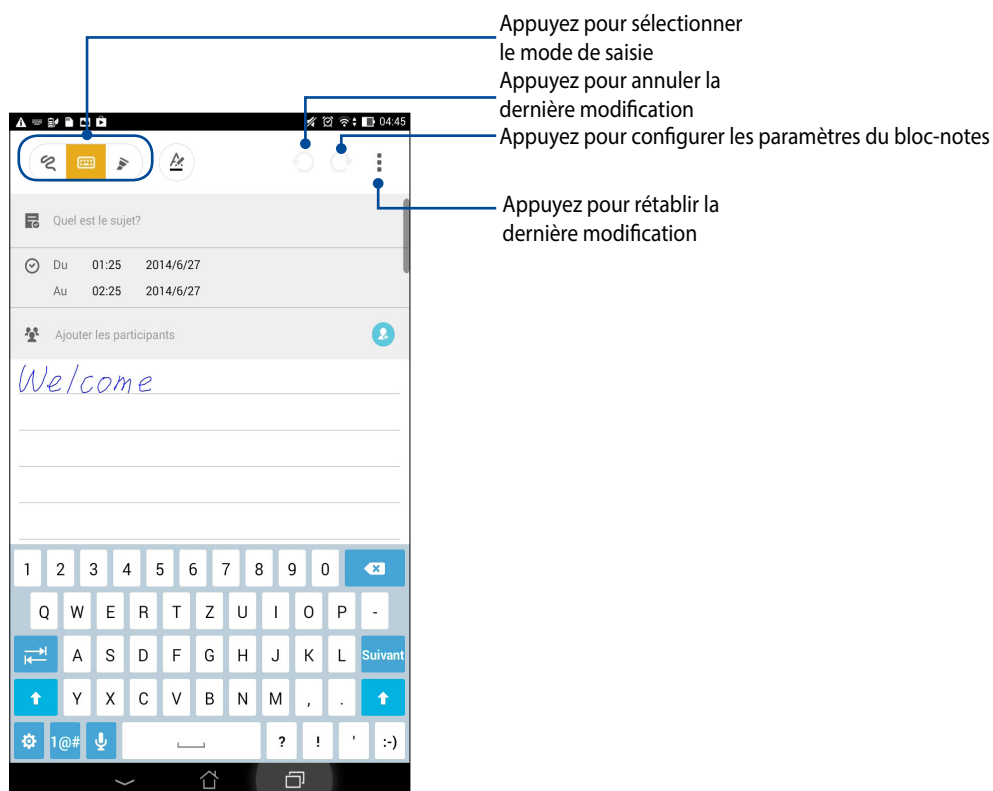 Appuyez pour sélectionner
le mode de saisie
Appuyez pour annuler la
dernière modification
Appuyez pour configurer les paramètres du bloc-notes
Appuyez pour rétablir la
dernière modification
04:45
Quel est le sujet?
Du 01:25 2014/6/27
Au 02:25 2014/6/27
Ajouter les participants
Welcome
1 2 3 4 5 6 7 8 9 0
Q W E R T Z U I O P -
A S D F G H J K L Suivant
Y X C V B N M , .
1@# ? ! ' :-)